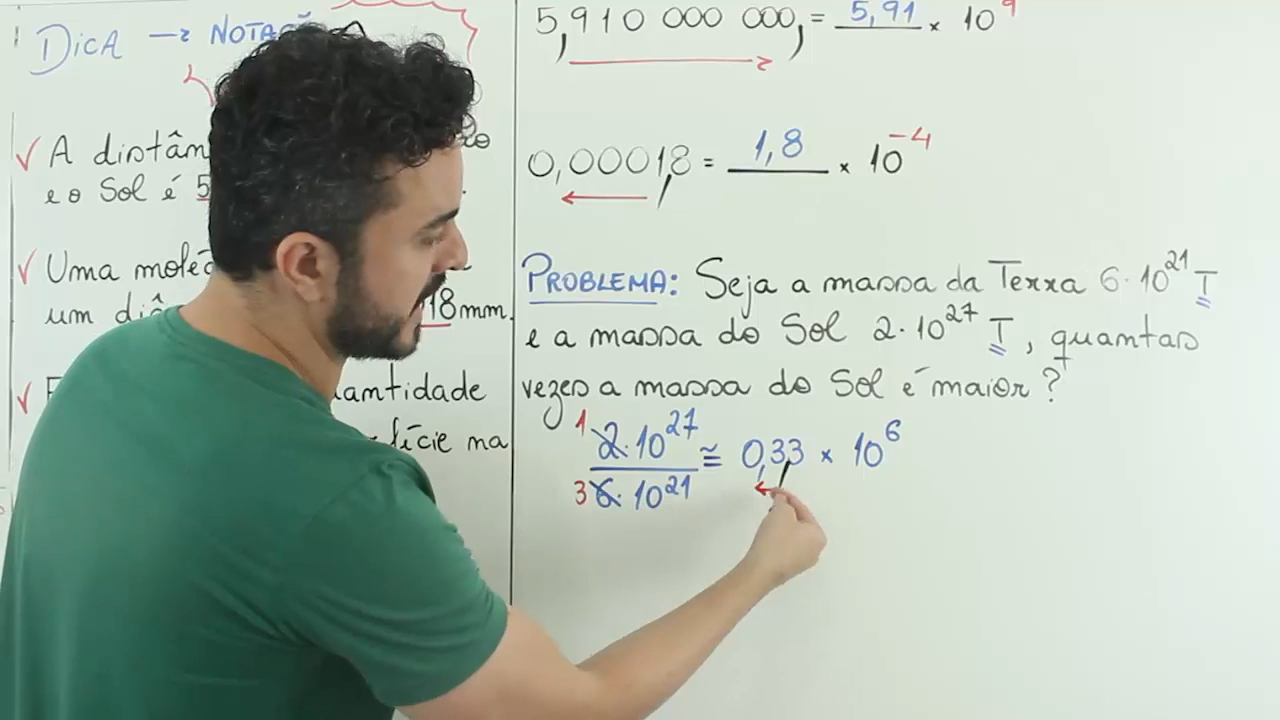 DICA → NOTAÇÃ
✓ A distân
e o Sol é 5
✓ Uma moléc
um diâ 18mm.
✓ uantidade
fície na
5,910 000 000, = 5,91 × 10⁹
0,00018 = 1,8 × 10⁻⁴
PROBLEMA: Seja a massa da Terra 6·10²¹ T
e a massa do Sol 2·10²⁷ T, quantas
vezes a massa do Sol é maior?
1 2·10²⁷ ≅ 0,33 × 10⁶
3 6·10²¹